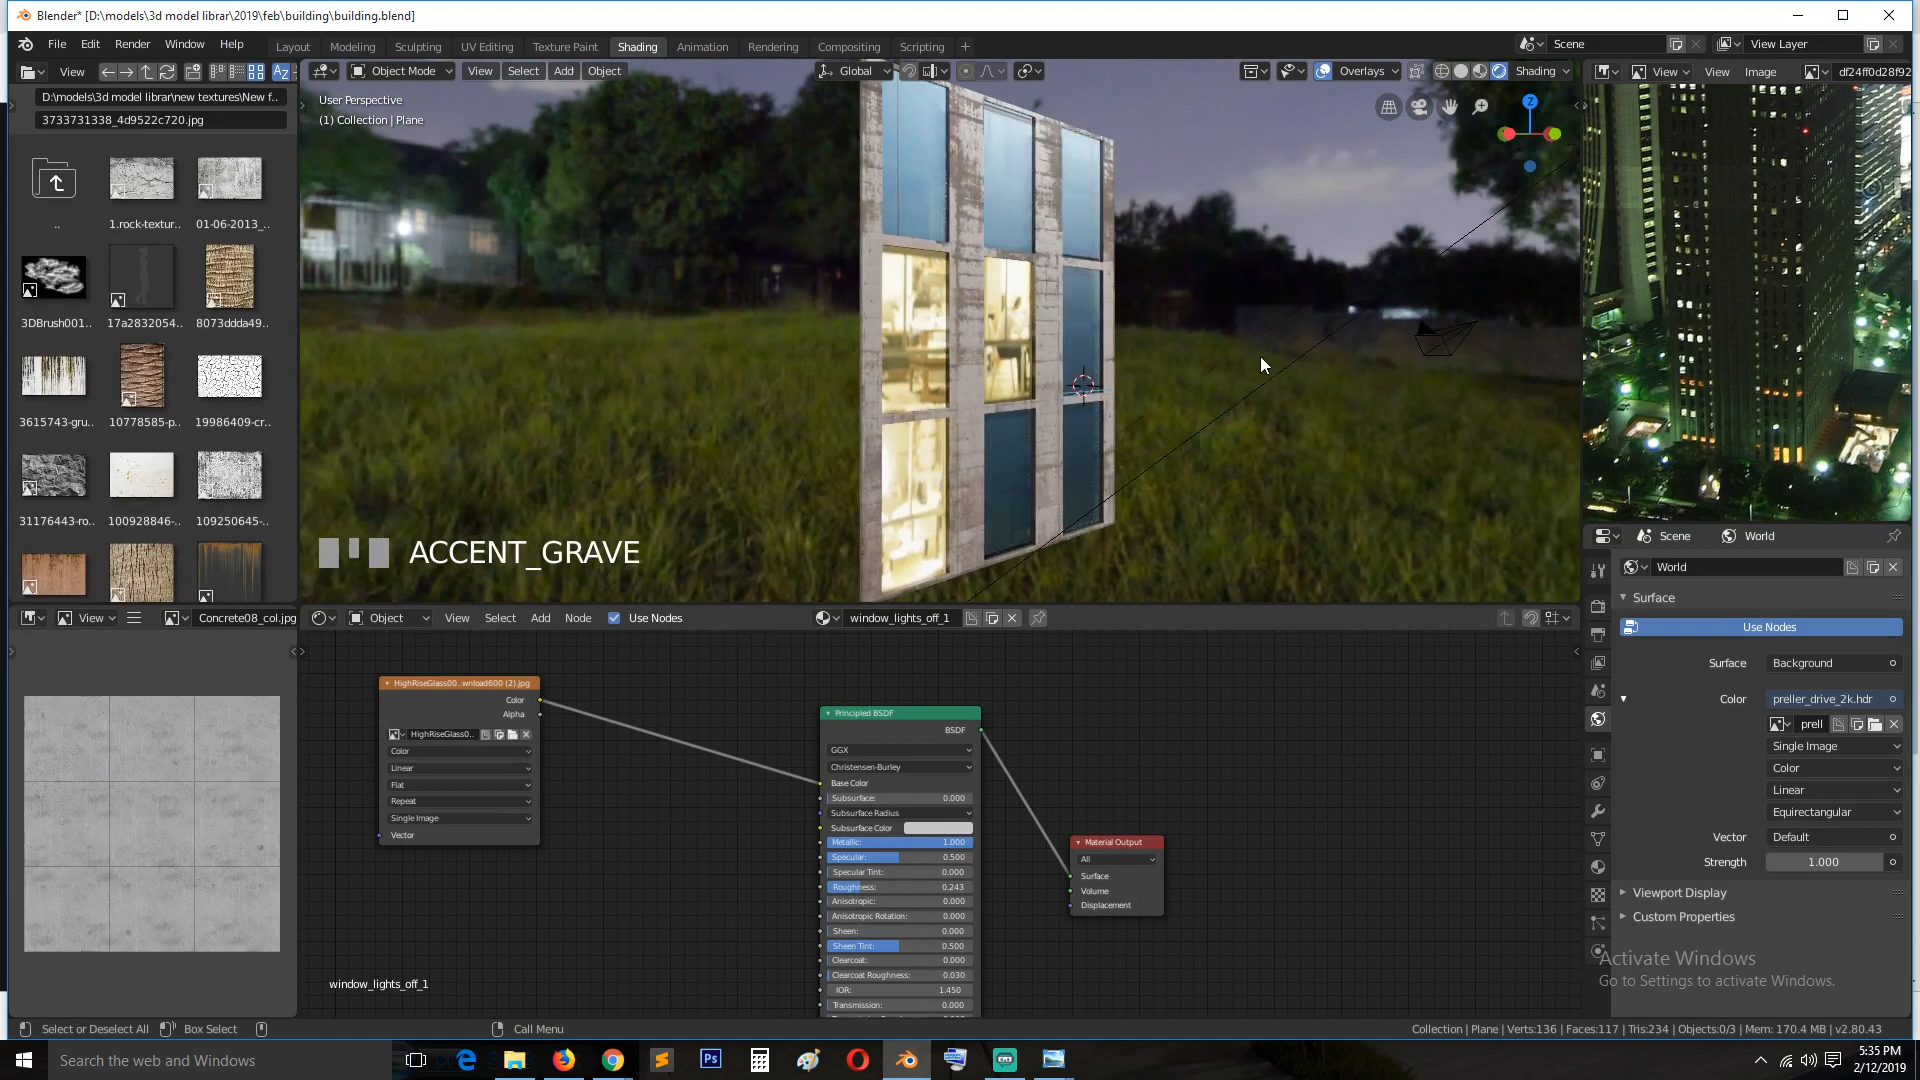 Blender* [D:\models\3d model librar\2019\feb\building\building.blend]
File Edit Render Window Help
Layout Modeling Sculpting UV Editing Texture Paint Shading Animation Rendering Compositing Scripting +
Scene
View Layer
View
Object Mode View Select Add Object
Global
Overlays
Shading
View View Image
df24ff0d28f92
D:\models\3d model librar\new textures\New f..
3733731338_4d9522c720.jpg
User Perspective
(1) Collection | Plane
Z
..
1.rock-textur..
01-06-2013_..
3DBrush001..
17a2832054..
8073ddda49..
3615743-gru..
10778585-p..
19986409-cr..
31176443-ro..
100928846-..
109250645-..
ACCENT_GRAVE
View
Concrete08_col.jpg
Object View Select Add Node Use Nodes
window_lights_off_1
HighRiseGlass00..wnload600 (2).jpg
Color
Alpha
HighRiseGlass0..
Color
Linear
Flat
Repeat
Single Image
Vector
Principled BSDF
BSDF
GGX
Christensen-Burley
Base Color
Subsurface: 0.000
Subsurface Radius
Subsurface Color
Metallic: 1.000
Specular: 0.500
Specular Tint: 0.000
Roughness: 0.243
Anisotropic: 0.000
Anisotropic Rotation: 0.000
Sheen: 0.000
Sheen Tint: 0.500
Clearcoat: 0.000
Clearcoat Roughness: 0.030
IOR: 1.450
Transmission: 0.000
Material Output
All
Surface
Volume
Displacement
window_lights_off_1
Scene World
World
Surface
Use Nodes
Surface Background
Color preller_drive_2k.hdr
prell
Single Image
Color
Linear
Equirectangular
Vector Default
Strength 1.000
Viewport Display
Custom Properties
Activate Windows
Go to Settings to activate Windows.
Select or Deselect All Box Select Call Menu
Collection | Plane | Verts:136 | Faces:117 | Tris:234 | Objects:0/3 | Mem: 170.4 MB | v2.80.43
Search the web and Windows
5:35 PM
2/12/2019